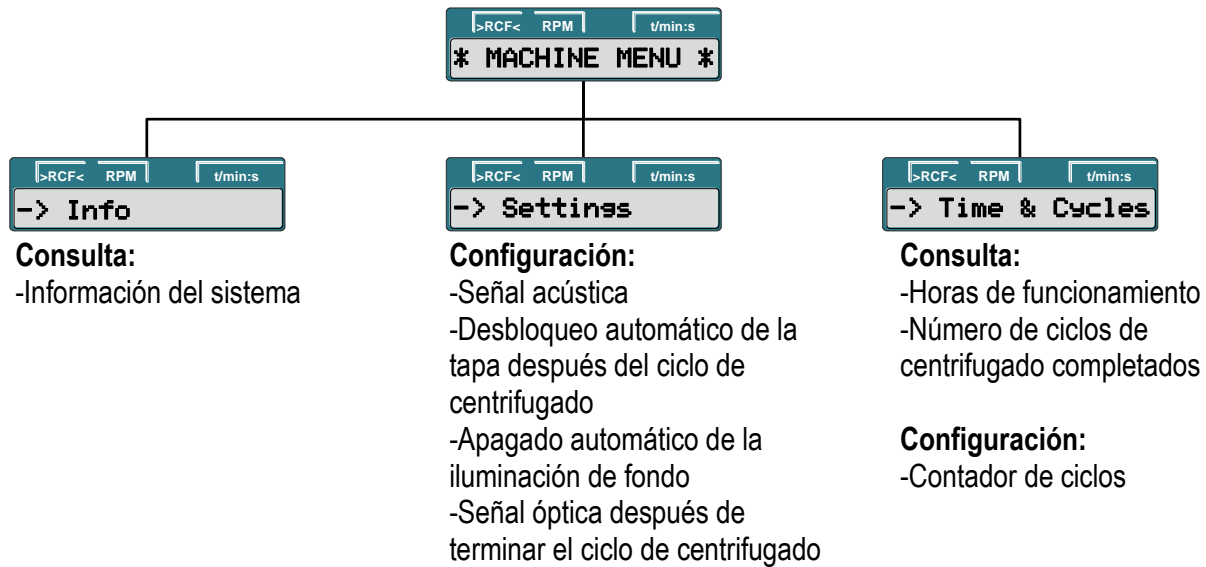 >RCF< RPM t/min:s
* MACHINE MENU *
>RCF< RPM t/min:s
-> Info
Consulta:
-Información del sistema
>RCF< RPM t/min:s
-> Settings
Configuración:
-Señal acústica
-Desbloqueo automático de la
tapa después del ciclo de
centrifugado
-Apagado automático de la
iluminación de fondo
-Señal óptica después de
terminar el ciclo de centrifugado
>RCF< RPM t/min:s
-> Time & Cycles
Consulta:
-Horas de funcionamiento
-Número de ciclos de
centrifugado completados
Configuración:
-Contador de ciclos